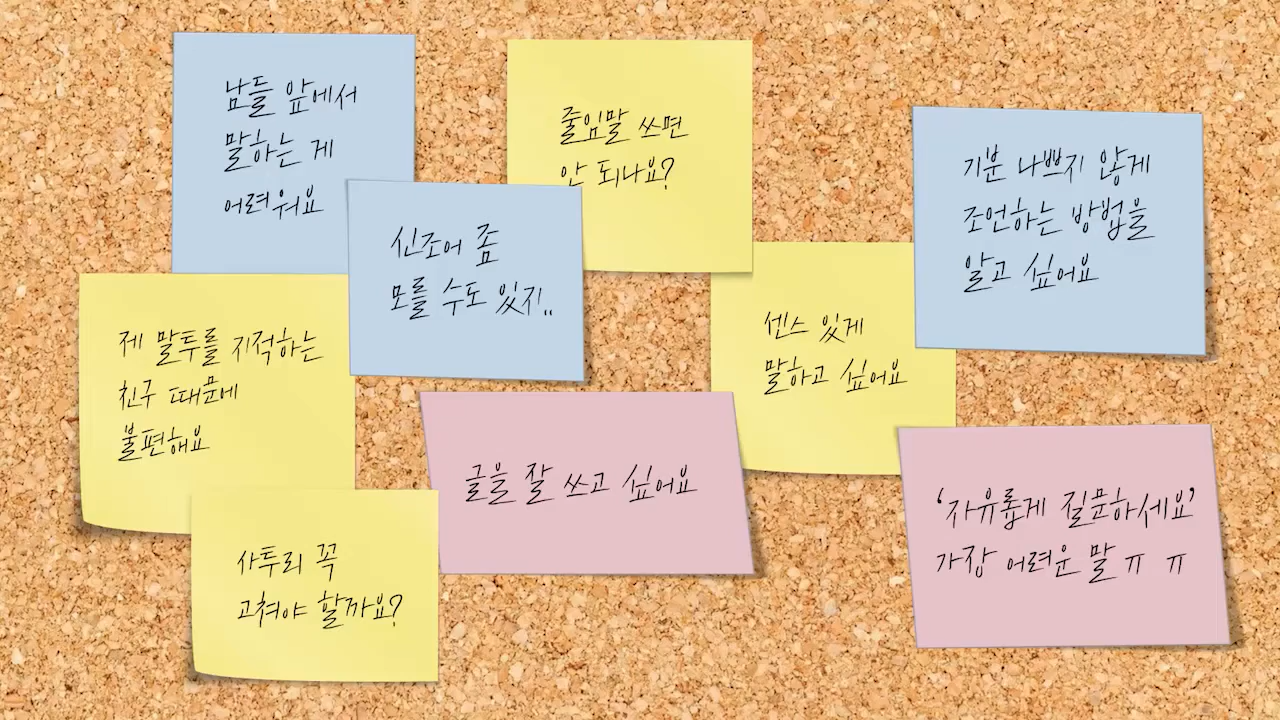 남들 앞에서
말하는 게
어려워요
줄임말 쓰면
안 되나요?
기분 나쁘지 않게
조언하는 방법을
알고 싶어요
신조어 좀
모를 수도 있지..
제 말투를 지적하는
친구 때문에
불편해요
센스 있게
말하고 싶어요
글을 잘 쓰고 싶어요
'자유롭게 질문하세요'
가장 어려운 말 ㅠ ㅠ
사투리 꼭
고쳐야 할까요?